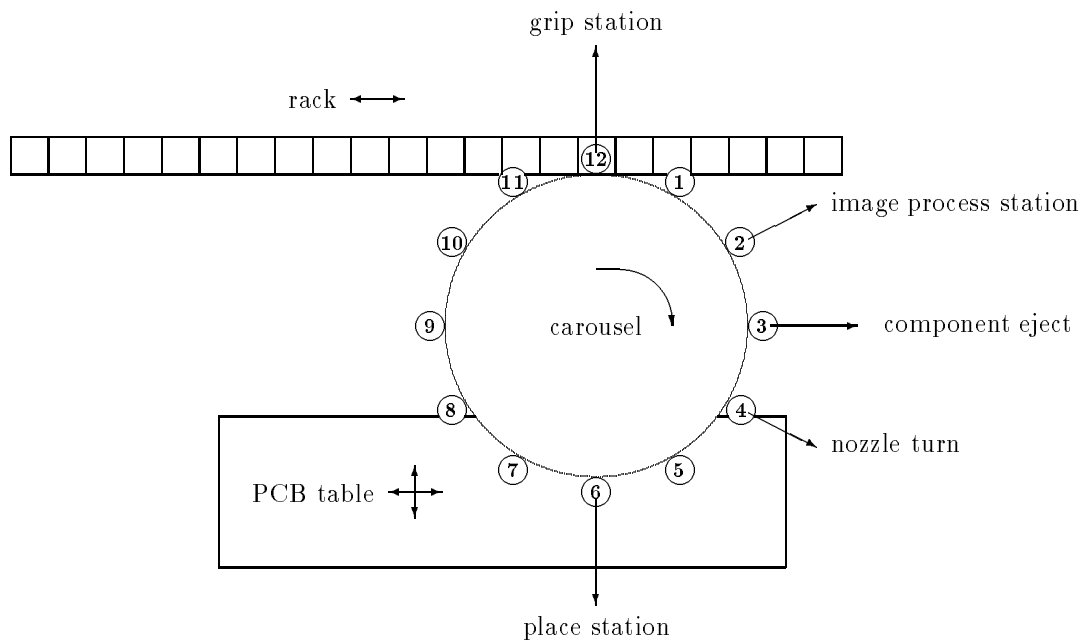 grip station
rack
12
11
1
image process station
10
2
9
carousel
3
component eject
8
4
nozzle turn
7
5
PCB table
6
place station